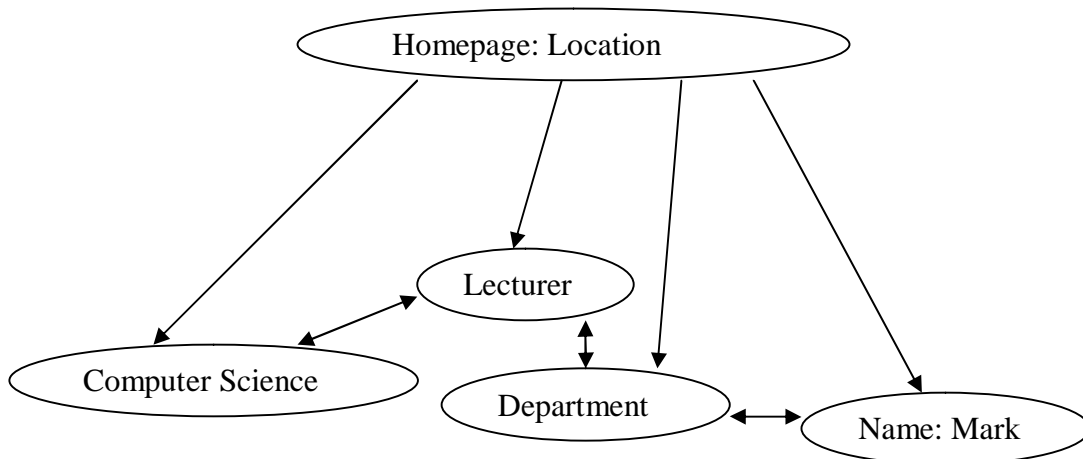 Homepage: Location
Lecturer
Computer Science
Department
Name: Mark